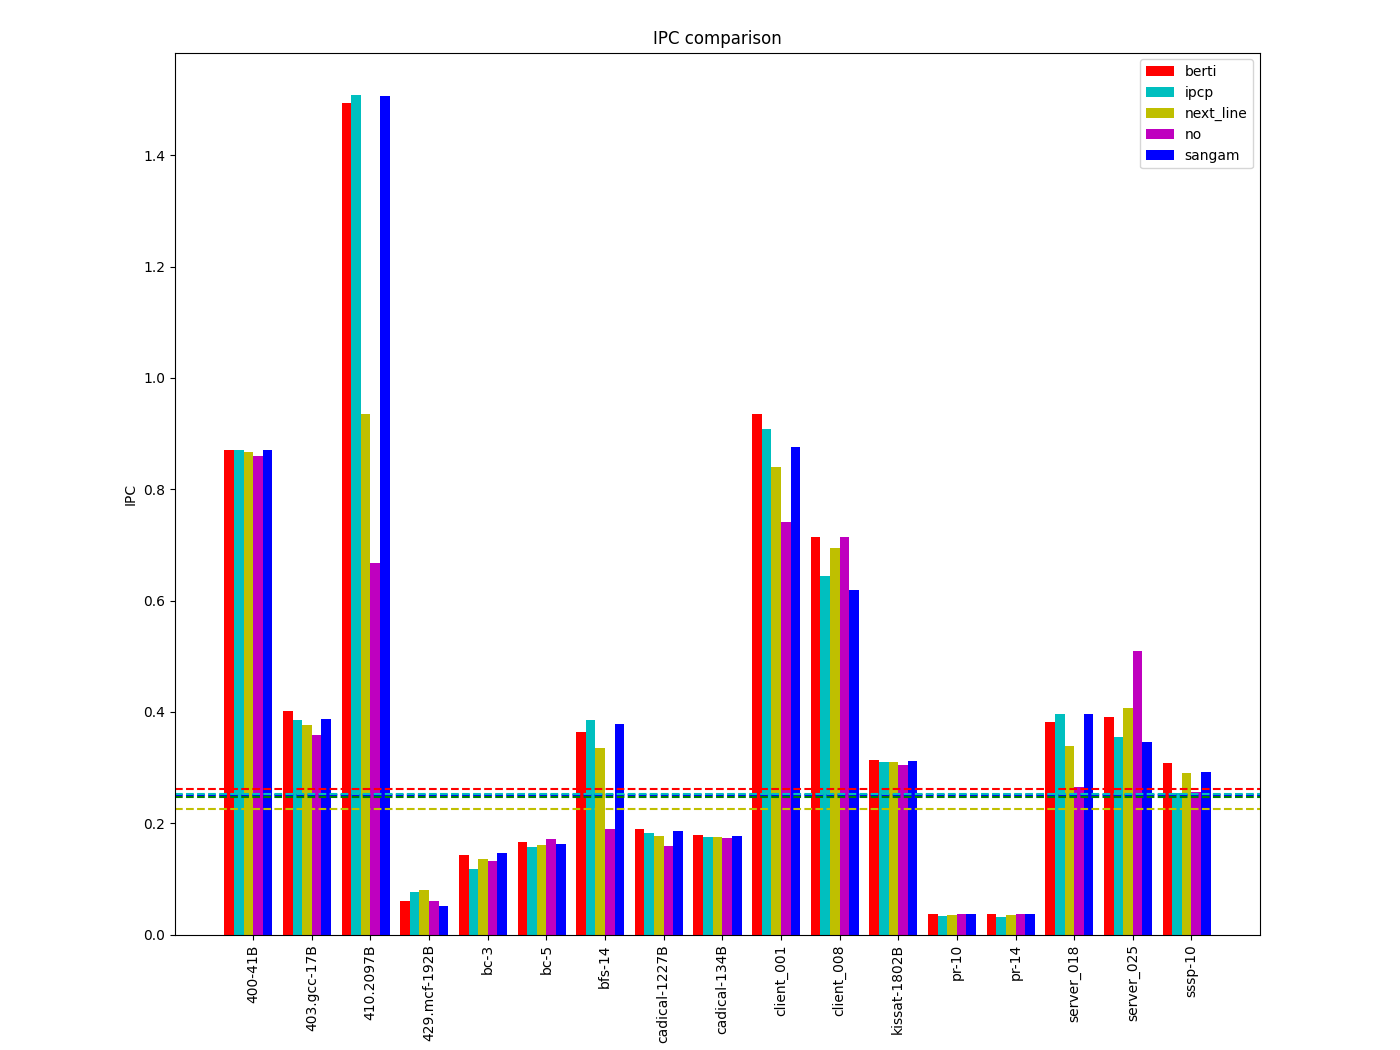 IPC comparison
berti
ipcp
next_line
no
sangam
IPC
1.4
1.2
1.0
0.8
0.6
0.4
0.2
0.0
400-41B
403.gcc-17B
410.2097B
429.mcf-192B
bc-3
bc-5
bfs-14
cadical-1227B
cadical-134B
client_001
client_008
kissat-1802B
pr-10
pr-14
server_018
server_025
sssp-10